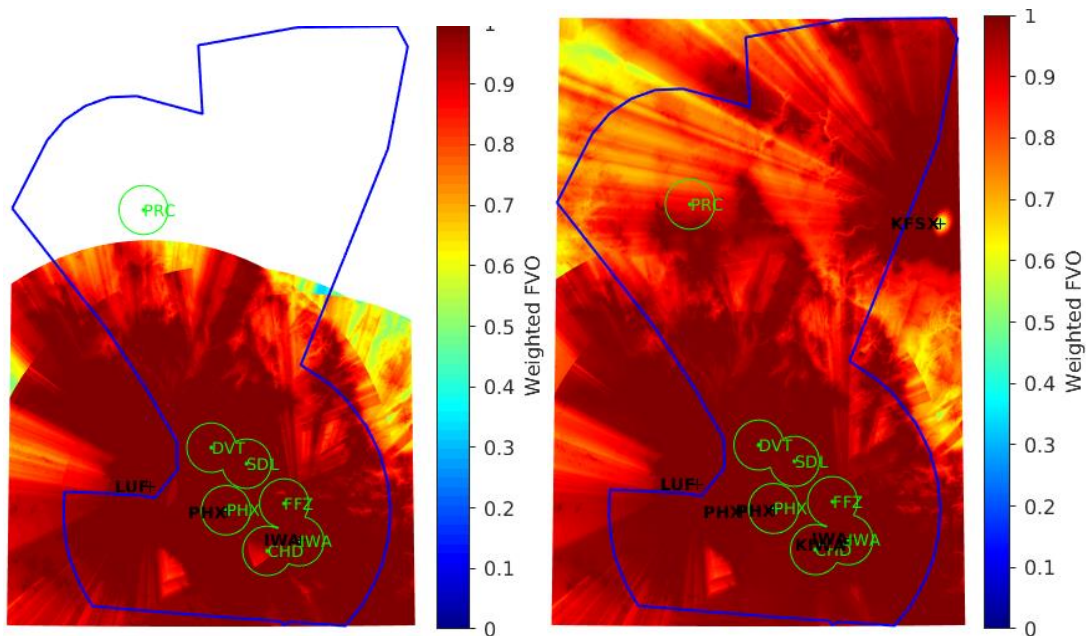 1
0.9
0.8
0.7
0.6
0.5
0.4
0.3
0.2
0.1
0
Weighted FVO
PRC
DVT
SDL
LUF
PHX
PHX
FFZ
IWA
IWA
CHD
1
0.9
0.8
0.7
0.6
0.5
0.4
0.3
0.2
0.1
0
Weighted FVO
PRC
KFSX
DVT
SDL
LUF
PHX
PHX
PHX
FFZ
IWA
IWA
CHD